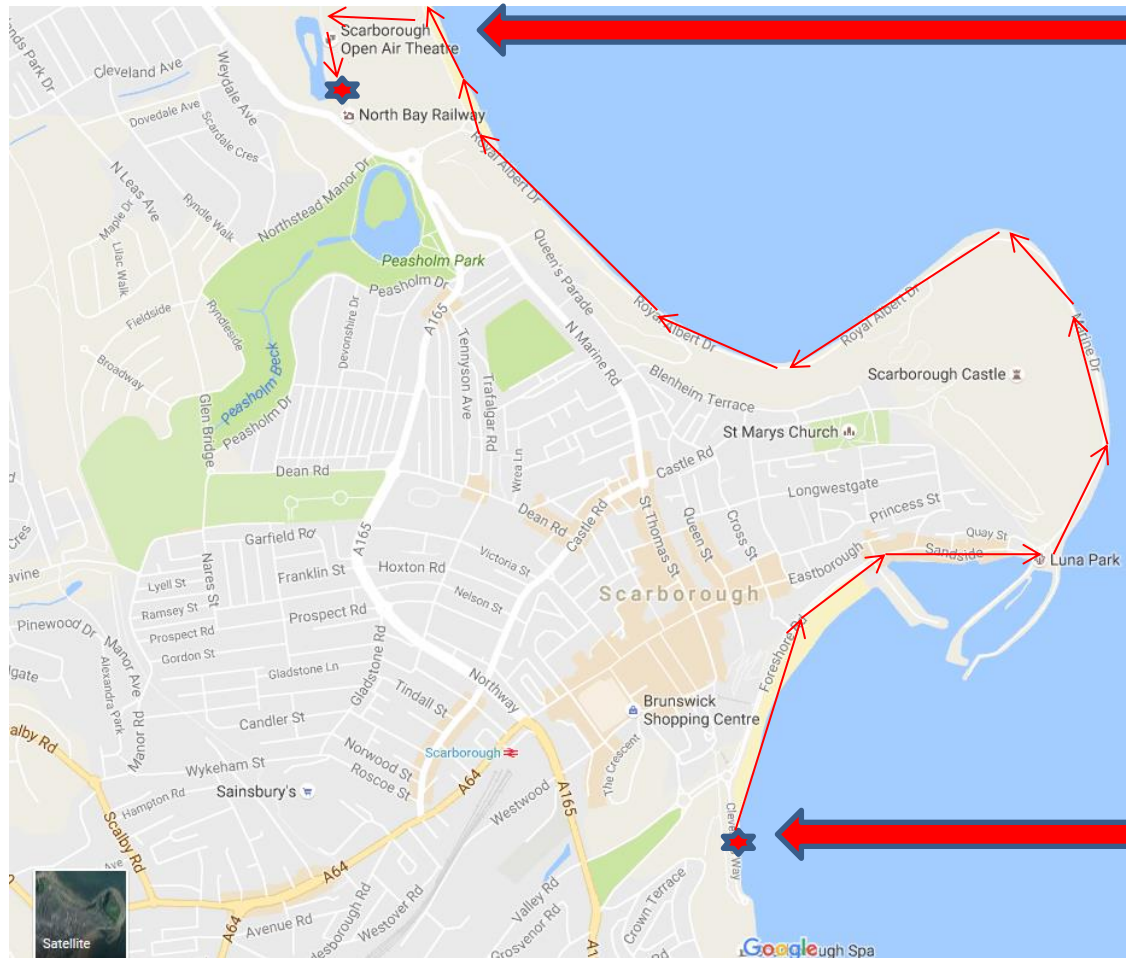 Scarborough
Open Air Theatre
Cleveland Ave
Weydale Ave
Dovedale Ave
Scardale Cres
North Bay Railway
N Leas Ave
Northstead Manor Dr
Royal Albert Dr
Maple Dr
Ryndle Walk
Lilac Walk
Peasholm Park
Queen's Parade
Peasholm Dr
Fieldside
Ryndleside
Devonshire Dr
A165
Royal Albert Dr
Royal Albert Dr
Marine Dr
N Marine Rd
Tennyson Ave
Broadway
Peasholm Beck
Trafalgar Rd
Blenheim Terrace
Scarborough Castle
Glen Bridge
Peasholm Dr
St Marys Church
Castle Rd
Dean Rd
Wrea Ln
Longwestgate
Princess St
Dean Rd
Castle Rd
St Thomas St
Queen St
Cross St
Garfield Rd
A165
Victoria St
Quay St
Eastborough
Sandside
Luna Park
Cres
Lyell St
Nares St
Franklin St
Hoxton Rd
Ramsey St
Prospect Rd
Nelson St
Scarborough
Pinewood Dr
Prospect Rd
Gordon St
Foreshore Rd
Manor Ave
Alexandra Park
Gladstone Ln
Gladstone Rd
Northway
Tindall St
Manor Rd
Candler St
Brunswick
Shopping Centre
Norwood St
Scarborough
The Crescent
Wykeham St
Roscoe St
A64
Sainsbury's
Hampton Rd
Westwood
A165
Scalby Rd
Way
A64
Valley Rd
Crown Terrace
Avenue Rd
Westover Rd
Grosvenor Rd
A64
Satellite
Google